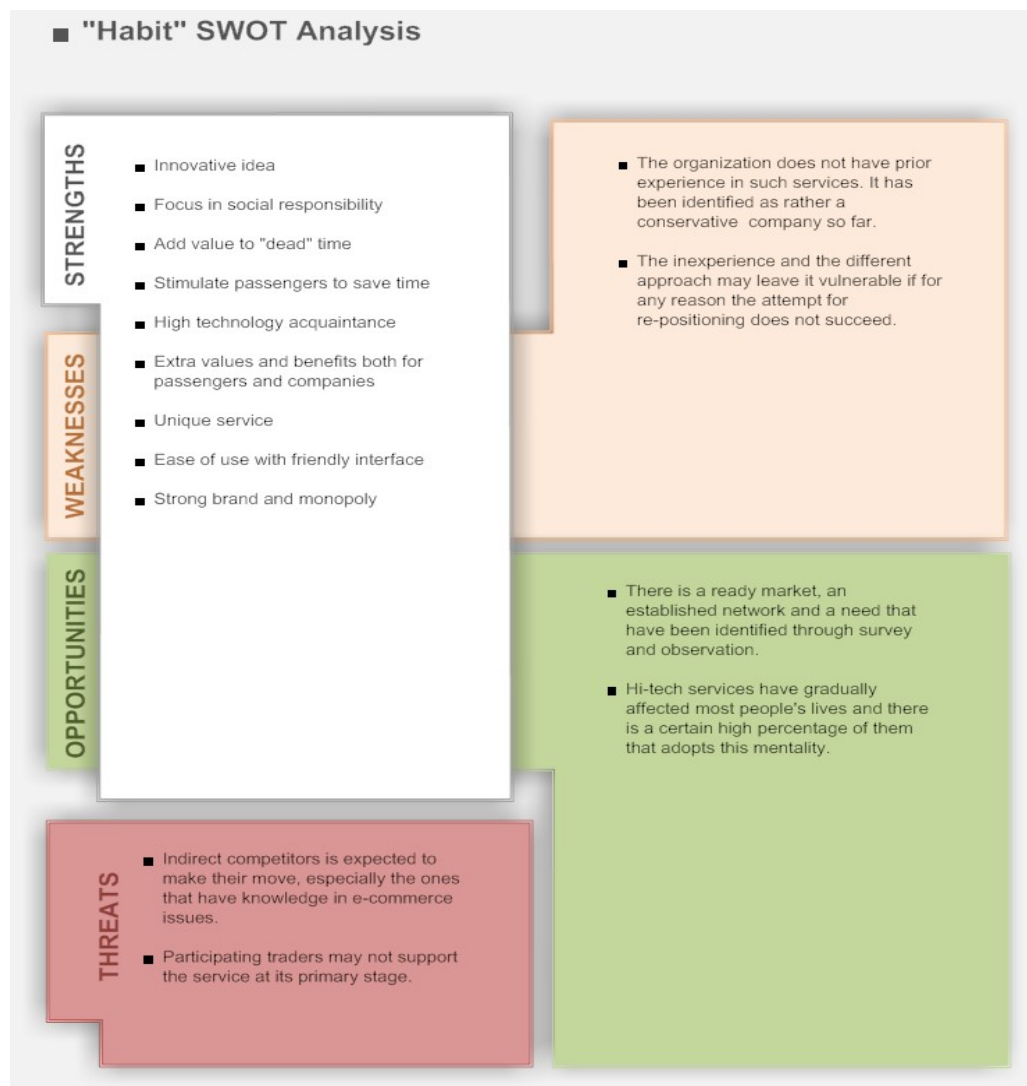 "Habit" SWOT Analysis
STRENGTHS
Innovative idea
Focus in social responsibility
Add value to "dead" time
Stimulate passengers to save time
High technology acquaintance
Extra values and benefits both for
passengers and companies
Unique service
Ease of use with friendly interface
Strong brand and monopoly
WEAKNESSES
The organization does not have prior
experience in such services. It has
been identified as rather a
conservative company so far.
The inexperience and the different
approach may leave it vulnerable if for
any reason the attempt for
re-positioning does not succeed.
OPPORTUNITIES
There is a ready market, an
established network and a need that
have been identified through survey
and observation.
Hi-tech services have gradually
affected most people's lives and there
is a certain high percentage of them
that adopts this mentality.
THREATS
Indirect competitors is expected to
make their move, especially the ones
that have knowledge in e-commerce
issues.
Participating traders may not support
the service at its primary stage.